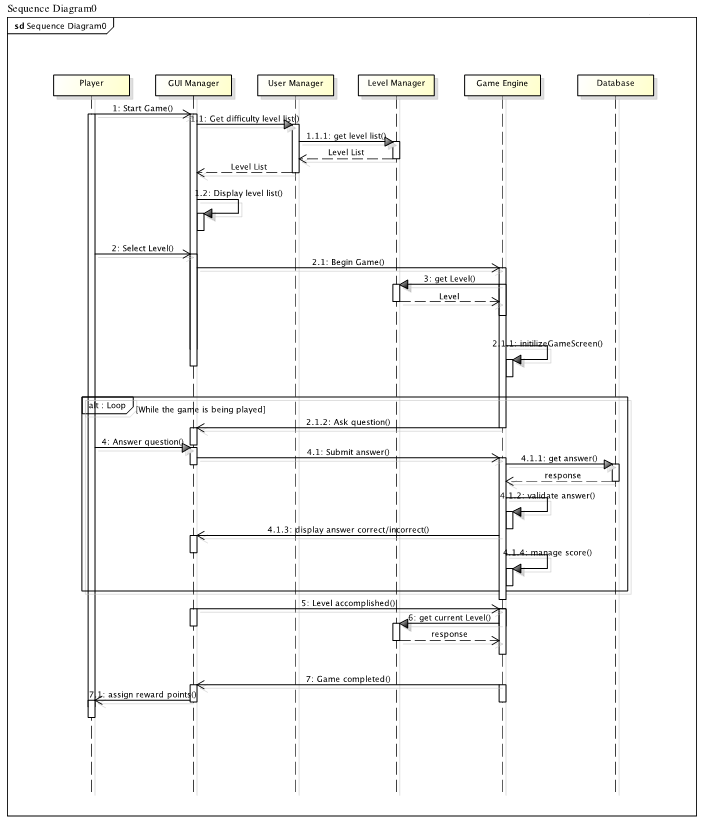 Sequence Diagram0
sd Sequence Diagram0
Player
GUI Manager
User Manager
Level Manager
Game Engine
Database
1: Start Game()
1.1: Get difficulty level list()
1.1.1: get level list()
Level List
Level List
1.2: Display level list()
2: Select Level()
2.1: Begin Game()
3: get Level()
Level
2.1.1: initilizeGameScreen()
alt : Loop
[While the game is being played]
2.1.2: Ask question()
4: Answer question()
4.1: Submit answer()
4.1.1: get answer()
response
4.1.2: validate answer()
4.1.3: display answer correct/incorrect()
4.1.4: manage score()
5: Level accomplished()
6: get current Level()
response
7: Game completed()
7.1: assign reward points()